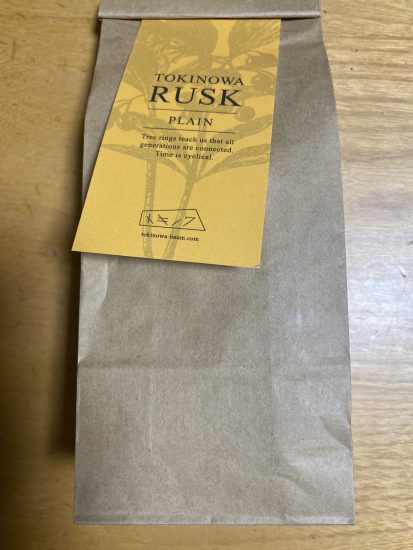 TOKINOWA
RUSK
PLAIN
Tree rings teach us that all
generations are connected.
Time is cyclical.
トキノワ
tokinowa-baum.com